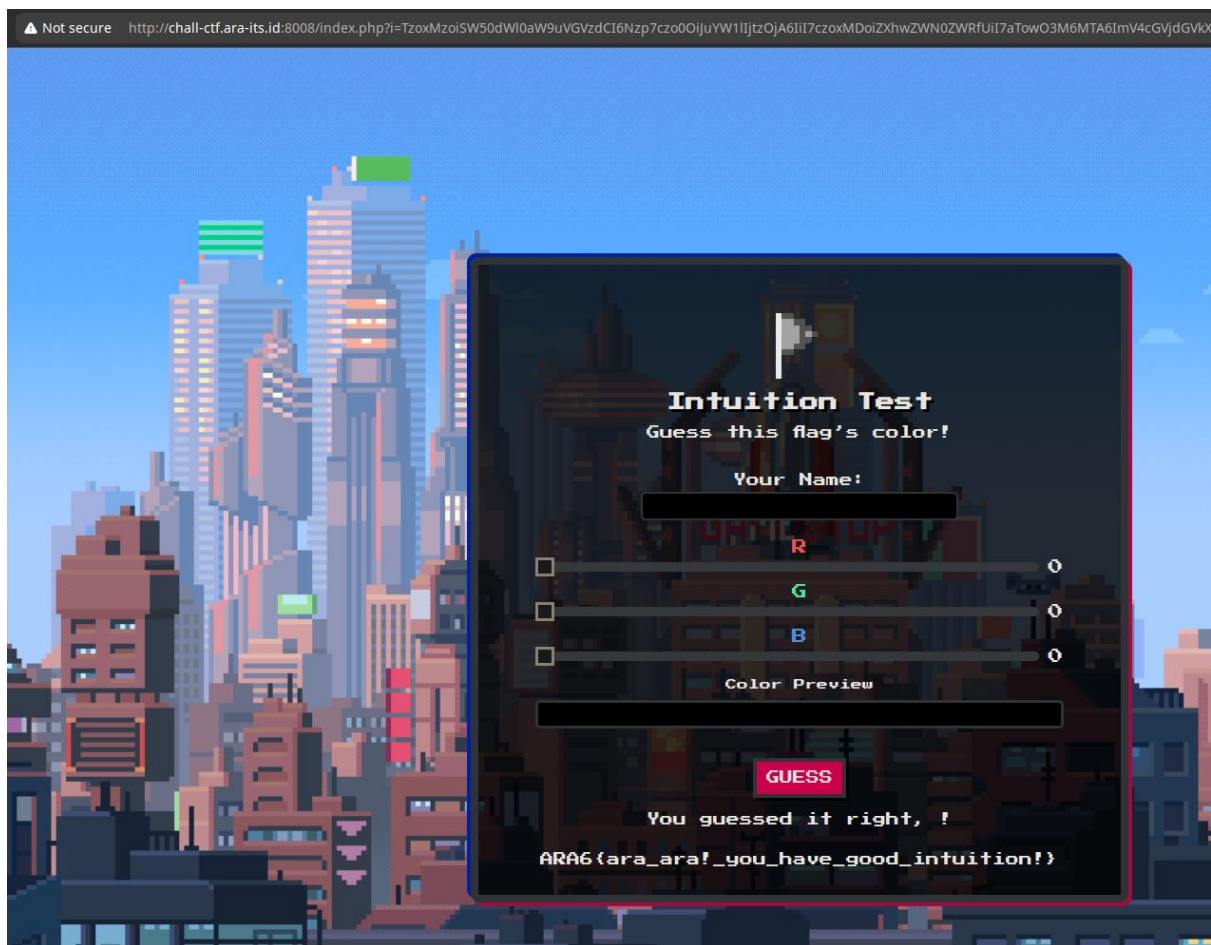 Not secure http://chall-ctf.ara-its.id:8008/index.php?i=TzoxMzoiSW50dWl0aW9uVGVzdCI6Nzp7czo0OiJuYW1lIjtzOjA6IiI7czoxMDoiZXhwZWN0ZWRfUiI7aTowO3M6MTA6ImV4cGVjdGVkX
Intuition Test
Guess this flag's color!
Your Name:
R
0
G
0
B
0
Color Preview
GUESS
You guessed it right, !
ARA6{ara_ara!_you_have_good_intuition!}